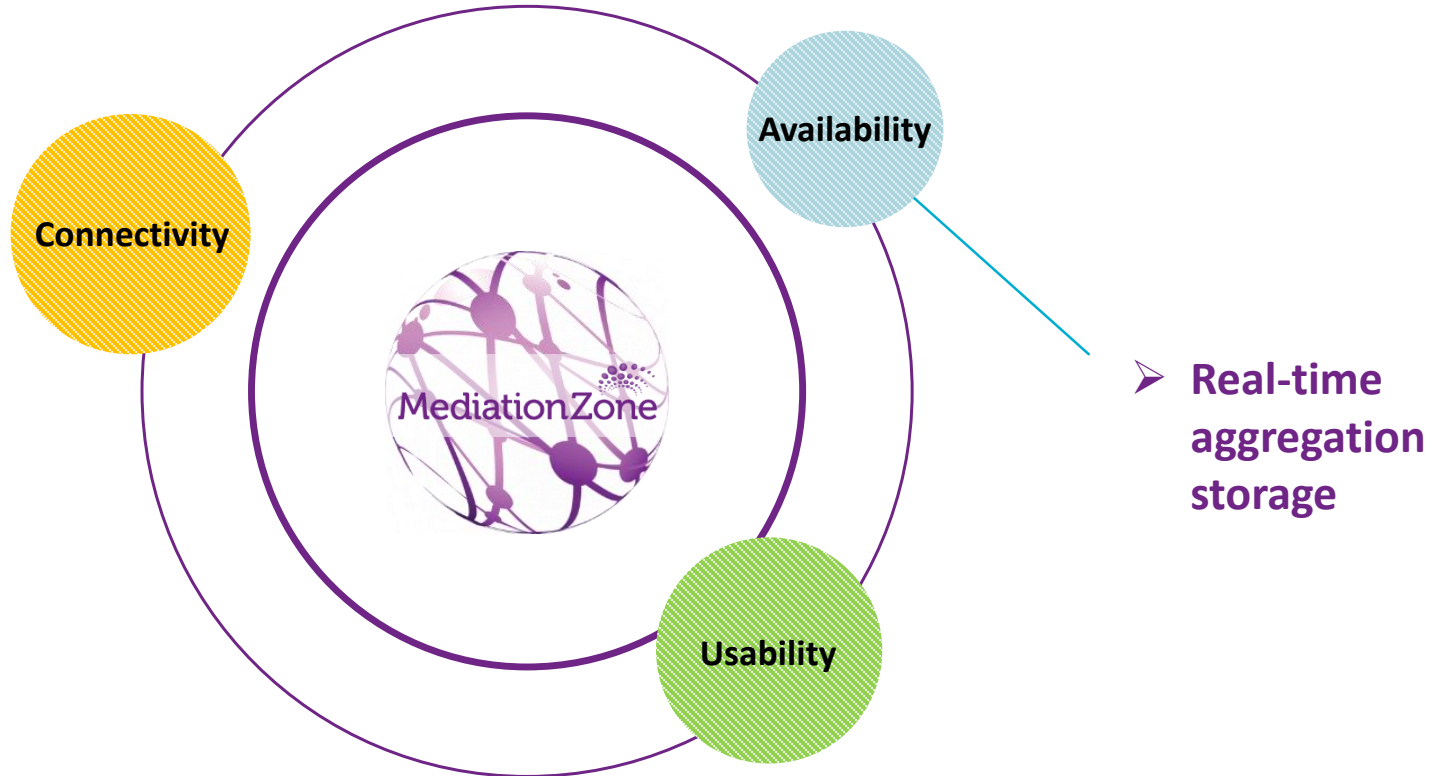 Availability
Connectivity
MediationZone
➢ Real-time
aggregation
storage
Usability